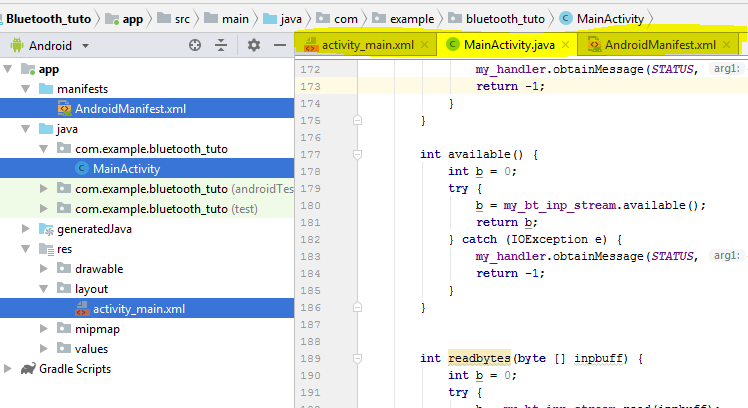 Bluetooth_tuto app src main java com example bluetooth_tuto MainActivity
Android
activity_main.xml MainActivity.java AndroidManifest.xml
app
manifests
AndroidManifest.xml
java
com.example.bluetooth_tuto
MainActivity
com.example.bluetooth_tuto (androidTes
com.example.bluetooth_tuto (test)
generatedJava
res
drawable
layout
activity_main.xml
mipmap
values
Gradle Scripts
172 my_handler.obtainMessage(STATUS, arg1:
173 return -1;
174 }
175 }
176
177 int available() {
178 int b = 0;
179 try {
180 b = my_bt_inp_stream.available();
181 return b;
182 } catch (IOException e) {
183 my_handler.obtainMessage(STATUS, arg1:
184 return -1;
185 }
186 }
187
188
189 int readbytes(byte [] inpbuff) {
190 int b = 0;
191 try {
192 b = my_bt_inp_stream.read(inpbuff);